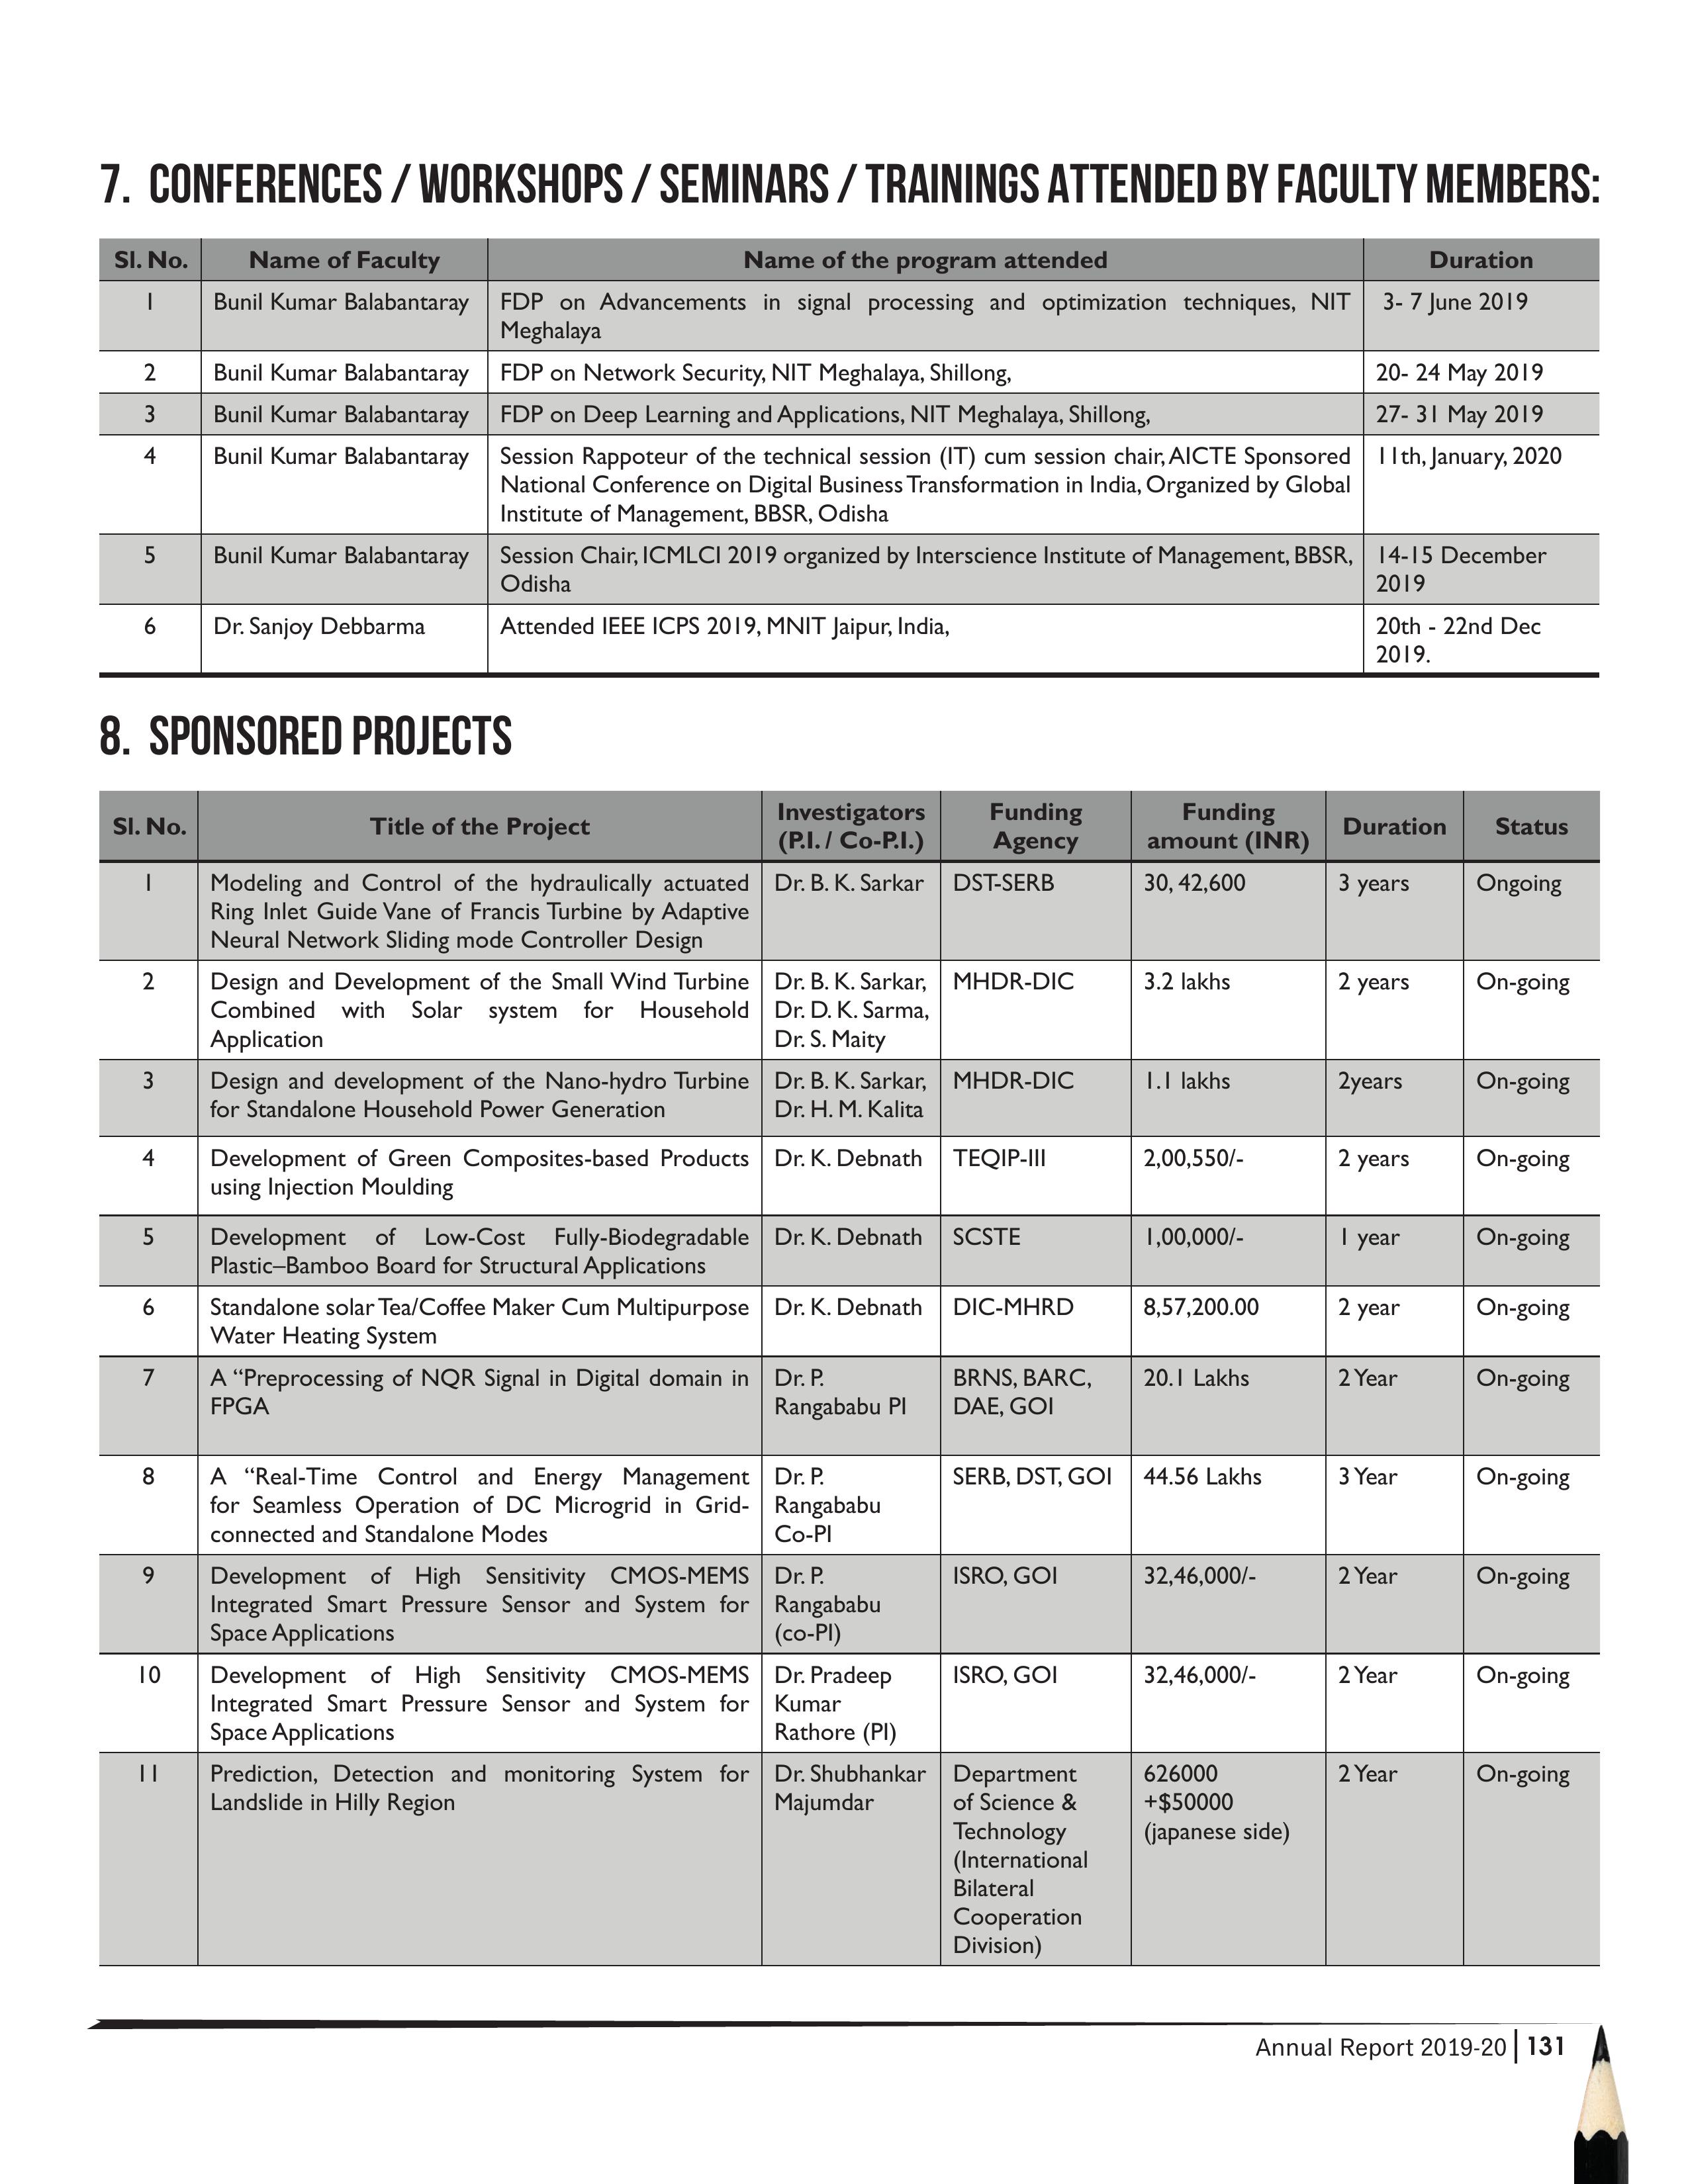 7. CONFERENCES / WORKSHOPS / SEMINARS / TRAININGS ATTENDED BY FACULTY MEMBERS:
Sl. No. Name of Faculty Name of the program attended Duration
1 Bunil Kumar Balabantaray FDP on Advancements in signal processing and optimization techniques, NIT 3- 7 June 2019
Meghalaya
2 Bunil Kumar Balabantaray FDP on Network Security, NIT Meghalaya, Shillong, 20- 24 May 2019
3 Bunil Kumar Balabantaray FDP on Deep Learning and Applications, NIT Meghalaya, Shillong, 27- 31 May 2019
4 Bunil Kumar Balabantaray Session Rappoteur of the technical session (IT) cum session chair, AICTE Sponsored 11th, January, 2020
National Conference on Digital Business Transformation in India, Organized by Global
Institute of Management, BBSR, Odisha
5 Bunil Kumar Balabantaray Session Chair, ICMLCI 2019 organized by Interscience Institute of Management, BBSR, 14-15 December
Odisha 2019
6 Dr. Sanjoy Debbarma Attended IEEE ICPS 2019, MNIT Jaipur, India, 20th - 22nd Dec
2019.
8. SPONSORED PROJECTS
Sl. No. Title of the Project Investigators (P.I. / Co-P.I.) Funding Agency Funding amount (INR) Duration Status
1 Modeling and Control of the hydraulically actuated Dr. B. K. Sarkar DST-SERB 30, 42,600 3 years Ongoing
Ring Inlet Guide Vane of Francis Turbine by Adaptive
Neural Network Sliding mode Controller Design
2 Design and Development of the Small Wind Turbine Dr. B. K. Sarkar, MHDR-DIC 3.2 lakhs 2 years On-going
Combined with Solar system for Household Dr. D. K. Sarma,
Application Dr. S. Maity
3 Design and development of the Nano-hydro Turbine Dr. B. K. Sarkar, MHDR-DIC 1.1 lakhs 2years On-going
for Standalone Household Power Generation Dr. H. M. Kalita
4 Development of Green Composites-based Products Dr. K. Debnath TEQIP-III 2,00,550/- 2 years On-going
using Injection Moulding
5 Development of Low-Cost Fully-Biodegradable Dr. K. Debnath SCSTE 1,00,000/- 1 year On-going
Plastic–Bamboo Board for Structural Applications
6 Standalone solar Tea/Coffee Maker Cum Multipurpose Dr. K. Debnath DIC-MHRD 8,57,200.00 2 year On-going
Water Heating System
7 A “Preprocessing of NQR Signal in Digital domain in Dr. P. BRNS, BARC, 20.1 Lakhs 2 Year On-going
FPGA Rangababu PI DAE, GOI
8 A “Real-Time Control and Energy Management Dr. P. SERB, DST, GOI 44.56 Lakhs 3 Year On-going
for Seamless Operation of DC Microgrid in Grid- Rangababu
connected and Standalone Modes Co-PI
9 Development of High Sensitivity CMOS-MEMS Dr. P. ISRO, GOI 32,46,000/- 2 Year On-going
Integrated Smart Pressure Sensor and System for Rangababu
Space Applications (co-PI)
10 Development of High Sensitivity CMOS-MEMS Dr. Pradeep ISRO, GOI 32,46,000/- 2 Year On-going
Integrated Smart Pressure Sensor and System for Kumar
Space Applications Rathore (PI)
11 Prediction, Detection and monitoring System for Dr. Shubhankar Department 626000 2 Year On-going
Landslide in Hilly Region Majumdar of Science & +$50000
Technology (japanese side)
(International
Bilateral
Cooperation
Division)
Annual Report 2019-20 131